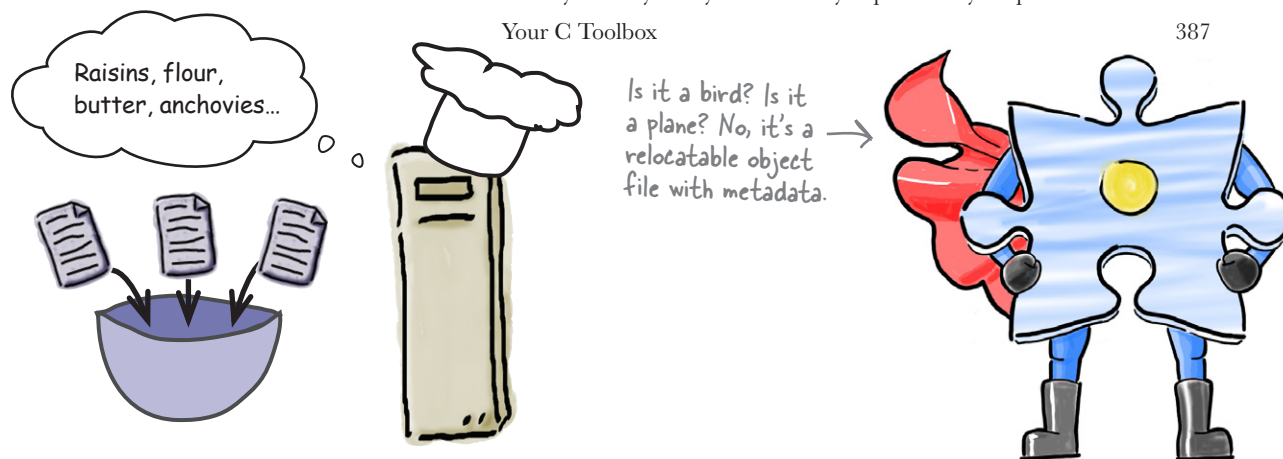 Your C Toolbox 387
Raisins, flour,
butter, anchovies...
Is it a bird? Is it
a plane? No, it's a
relocatable object
file with metadata.